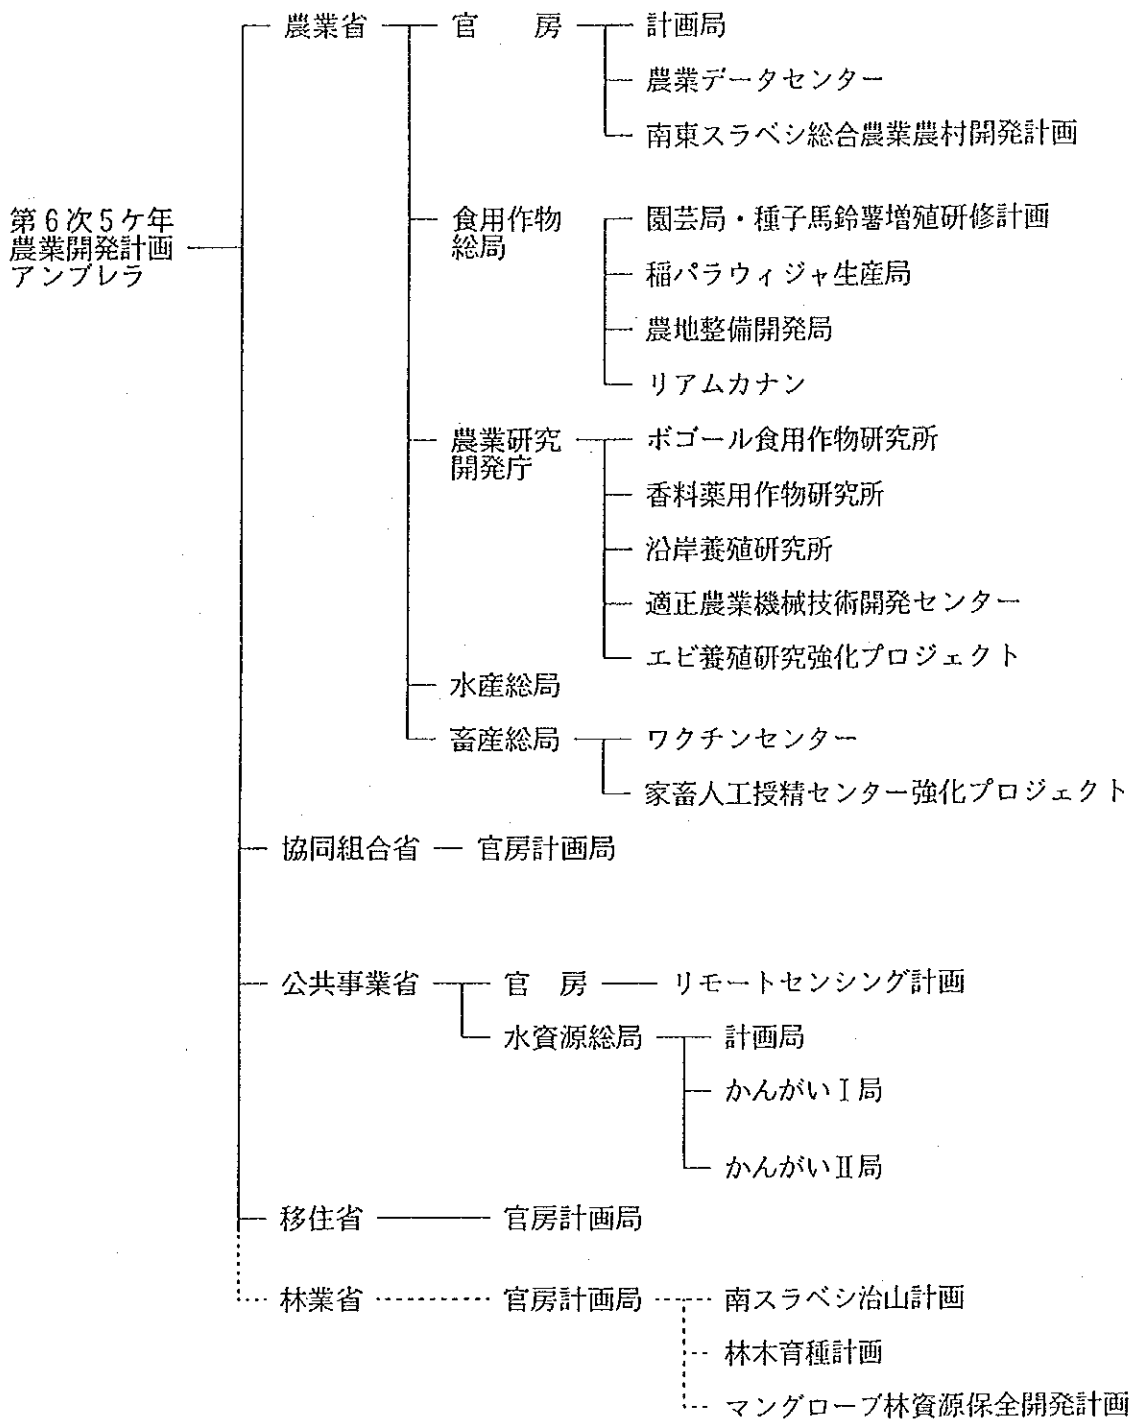 農業省
官　房
計画局
農業データセンター
南東スラベシ総合農業農村開発計画
第6次5ケ年
農業開発計画
アンブレラ
食用作物
総局
園芸局・種子馬鈴薯増殖研修計画
稲パラウィジャ生産局
農地整備開発局
リアムカナン
農業研究
開発庁
ボゴール食用作物研究所
香料薬用作物研究所
沿岸養殖研究所
適正農業機械技術開発センター
エビ養殖研究強化プロジェクト
水産総局
畜産総局
ワクチンセンター
家畜人工授精センター強化プロジェクト
協同組合省
官房計画局
公共事業省
官　房
リモートセンシング計画
水資源総局
計画局
かんがいⅠ局
かんがいⅡ局
移住省
官房計画局
林業省
官房計画局
南スラベシ治山計画
林木育種計画
マングローブ林資源保全開発計画